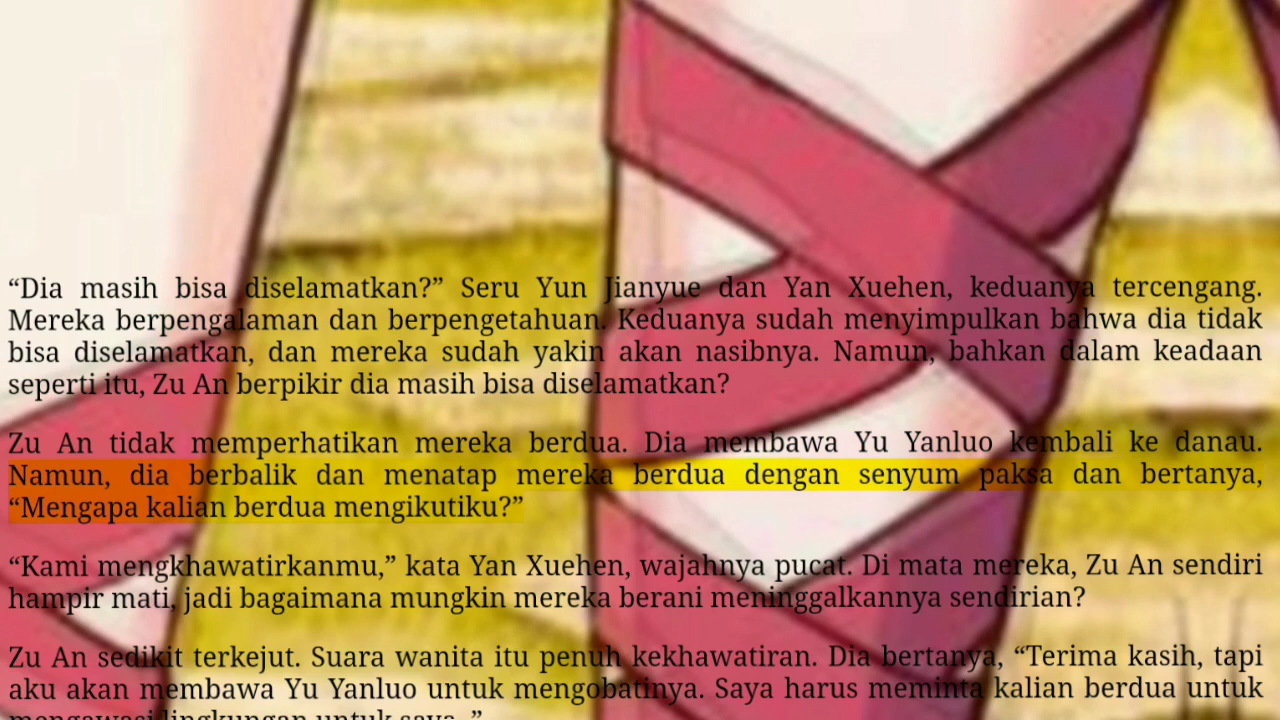 “Dia masih bisa diselamatkan?” Seru Yun Jianyue dan Yan Xuehen, keduanya tercengang.
Mereka berpengalaman dan berpengetahuan. Keduanya sudah menyimpulkan bahwa dia tidak
bisa diselamatkan, dan mereka sudah yakin akan nasibnya. Namun, bahkan dalam keadaan
seperti itu, Zu An berpikir dia masih bisa diselamatkan?
Zu An tidak memperhatikan mereka berdua. Dia membawa Yu Yanluo kembali ke danau.
Namun, dia berbalik dan menatap mereka berdua dengan senyum paksa dan bertanya,
“Mengapa kalian berdua mengikutiku?”
“Kami mengkhawatirkanmu,” kata Yan Xuehen, wajahnya pucat. Di mata mereka, Zu An sendiri
hampir mati, jadi bagaimana mungkin mereka berani meninggalkannya sendirian?
Zu An sedikit terkejut. Suara wanita itu penuh kekhawatiran. Dia bertanya, “Terima kasih, tapi
aku akan membawa Yu Yanluo untuk mengobatinya. Saya harus meminta kalian berdua untuk
mengawasi lingkungan untuk saya. ”